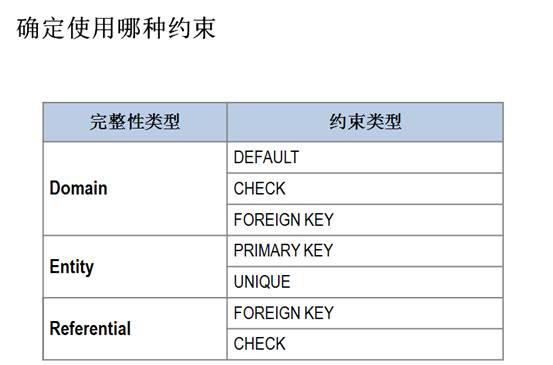 确定使用哪种约束
完整性类型 约束类型
Domain
DEFAULT
CHECK
FOREIGN KEY
Entity
PRIMARY KEY
UNIQUE
Referential
FOREIGN KEY
CHECK